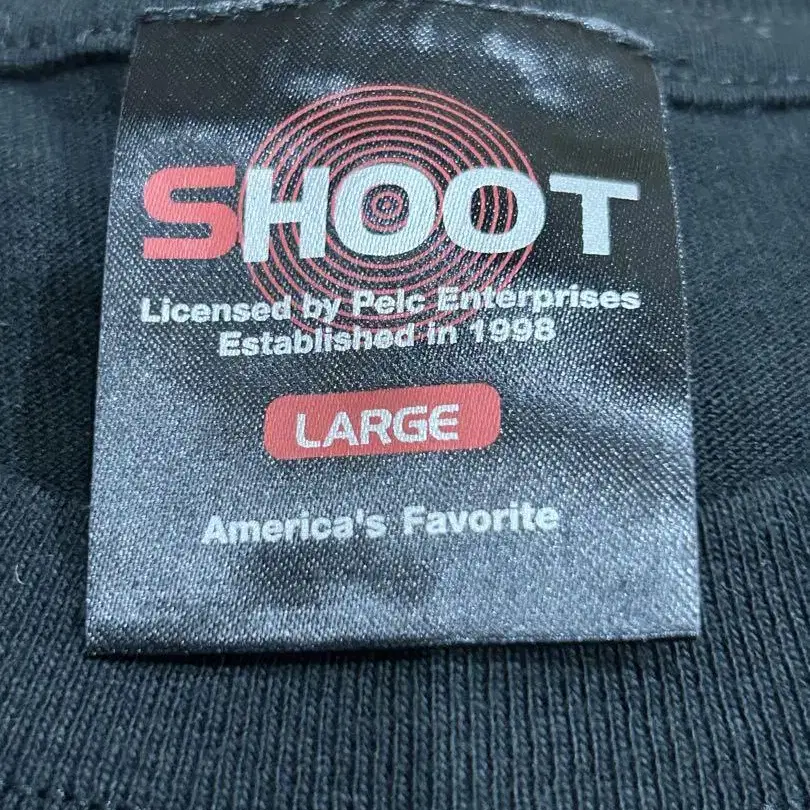 SHOOT
Licensed by Pelc Enterprises
Established in 1998
LARGE
America's Favorite